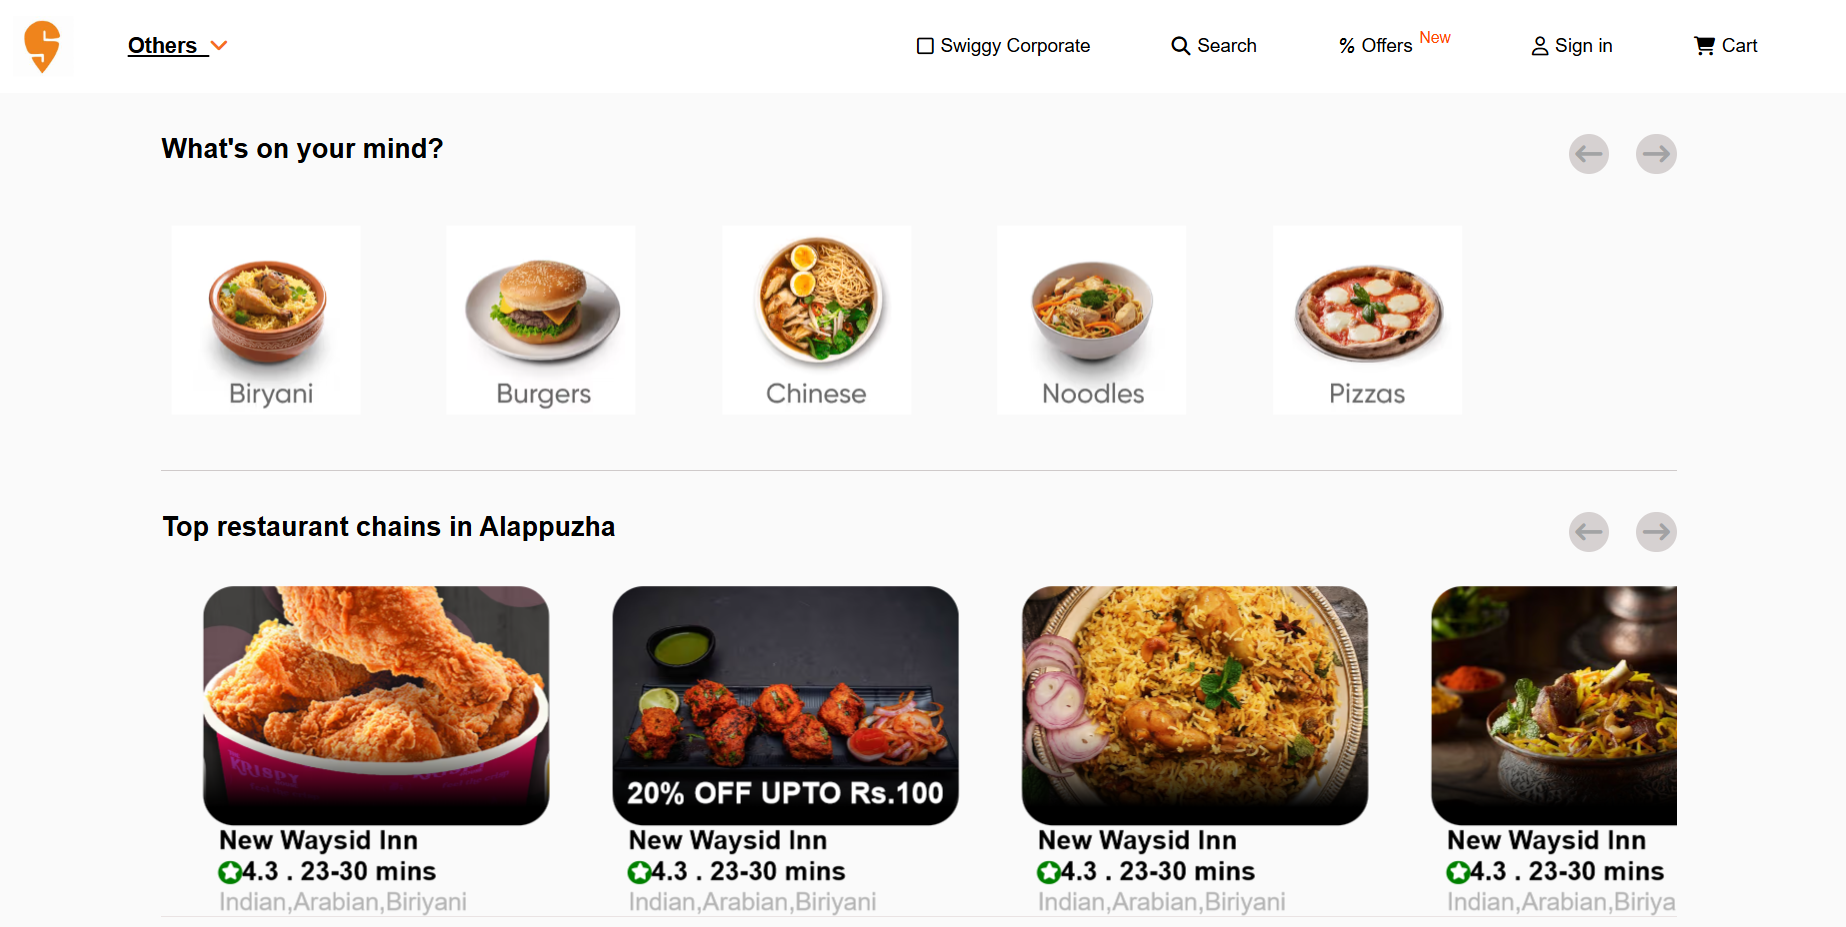 Others
Swiggy Corporate
Search
% Offers New
Sign in
Cart
What's on your mind?
Biryani
Burgers
Chinese
Noodles
Pizzas
Top restaurant chains in Alappuzha
KRISPY
20% OFF UPTO Rs.100
New Waysid Inn
4.3 . 23-30 mins
Indian,Arabian,Biriyani
New Waysid Inn
4.3 . 23-30 mins
Indian,Arabian,Biriyani
New Waysid Inn
4.3 . 23-30 mins
Indian,Arabian,Biriyani
New Waysid Inn
4.3 . 23-30 mins
Indian,Arabian,Biriya